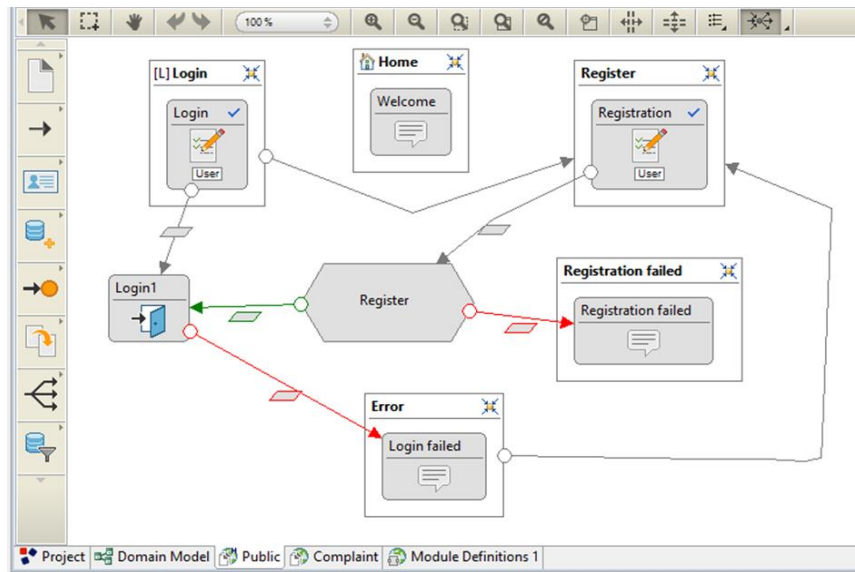 100 %
[L] Login
Login
User
Home
Welcome
Register
Registration
User
Login1
Register
Registration failed
Registration failed
Error
Login failed
Project
Domain Model
Public
Complaint
Module Definitions 1